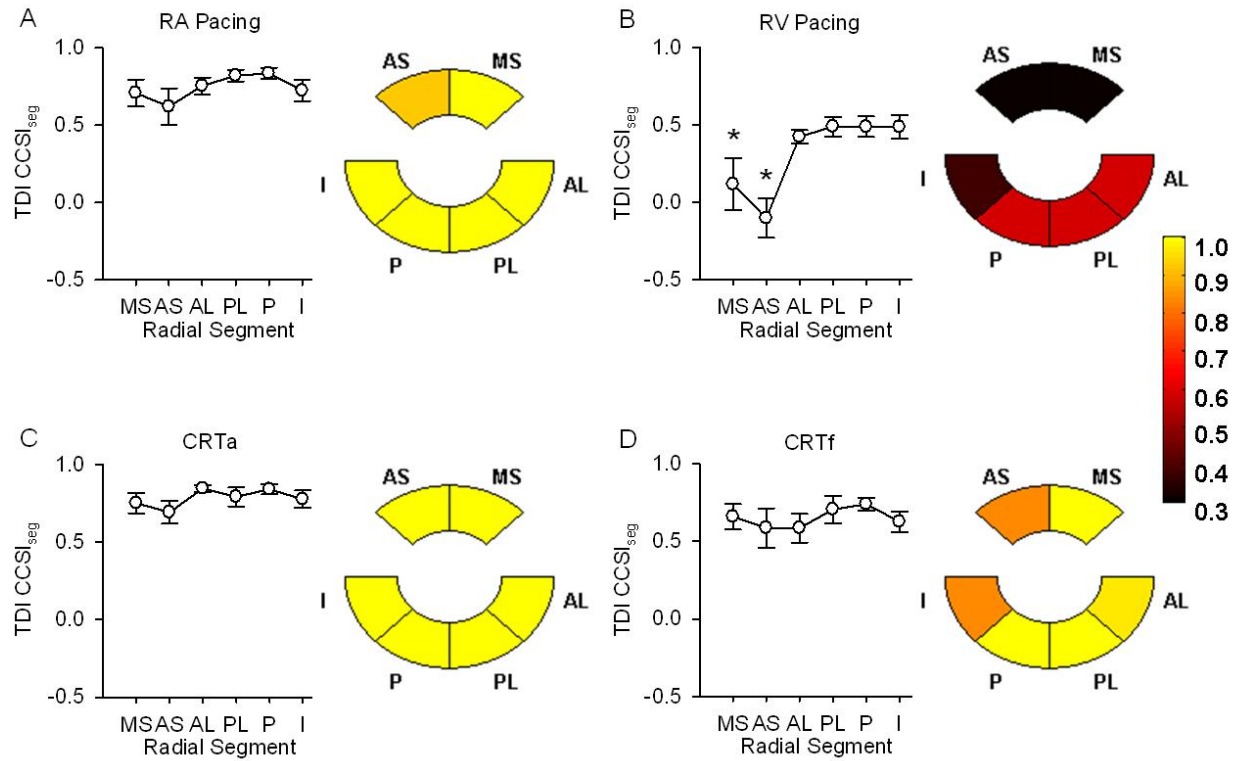 A
RA Pacing
1.0
0.5
0.0
-0.5
TDI CCSIseg
MS AS AL PL P I
Radial Segment
AS MS
I AL
P PL
B
RV Pacing
1.0
0.5
0.0
-0.5
TDI CCSIseg
*
*
MS AS AL PL P I
Radial Segment
AS MS
I AL
P PL
1.0
0.9
0.8
0.7
0.6
0.5
0.4
0.3
C
CRTa
1.0
0.5
0.0
-0.5
TDI CCSIseg
MS AS AL PL P I
Radial Segment
AS MS
I AL
P PL
D
CRTf
1.0
0.5
0.0
-0.5
TDI CCSIseg
MS AS AL PL P I
Radial Segment
AS MS
I AL
P PL